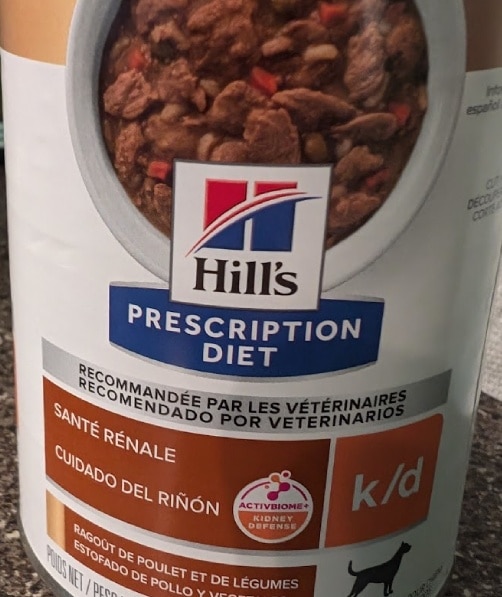 Hill's
PRESCRIPTION
DIET
RECOMMANDÉE PAR LES VÉTÉRINAIRES
RECOMENDADO POR VETERINARIOS
SANTÉ RÉNALE
CUIDADO DEL RIÑÓN
ACTIVBIOME+
KIDNEY
DEFENSE
k/d
RAGOÛT DE POULET ET DE LÉGUMES
ESTOFADO DE POLLO Y
POIDS NET /